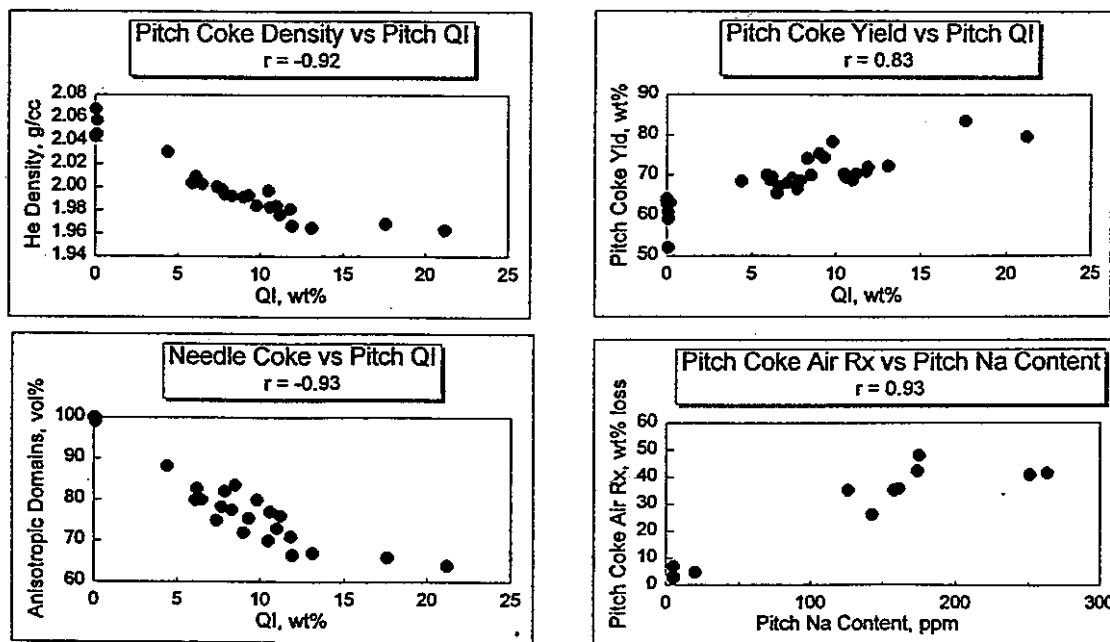 Pitch Coke Density vs Pitch QI
r = -0.92
He Density, g/cc
2.08
2.06
2.04
2.02
2.00
1.98
1.96
1.94
0 5 10 15 20 25
QI, wt%
Pitch Coke Yield vs Pitch QI
r = 0.83
Pitch Coke Yld, wt%
90
80
70
60
50
0 5 10 15 20 25
QI, wt%
Needle Coke vs Pitch QI
r = -0.93
Anisotropic Domains, vol%
100
90
80
70
60
0 5 10 15 20 25
QI, wt%
Pitch Coke Air Rx vs Pitch Na Content
r = 0.93
Pitch Coke Air Rx, wt% loss
60
50
40
30
20
10
0
0 100 200 300
Pitch Na Content, ppm